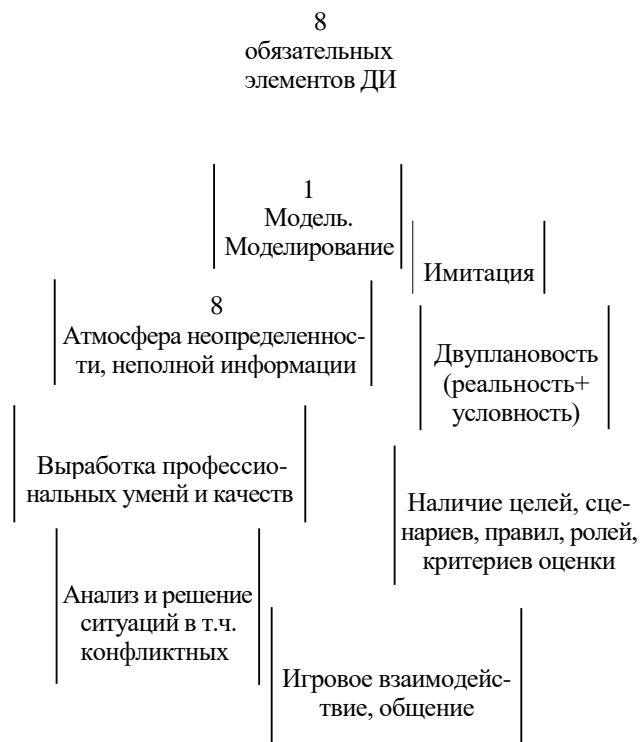 8
обязательных
элементов ДИ
1
Модель.
Моделирование
Имитация
8
Атмосфера неопределеннос-
ти, неполной информации
Двуплановость
(реальность+
условность)
Выработка профессио-
нальных уменй и качеств
Наличие целей, сце-
нариев, правил, ролей,
критериев оценки
Анализ и решение
ситуаций в т.ч.
конфликтных
Игровое взаимодейс-
твие, общение